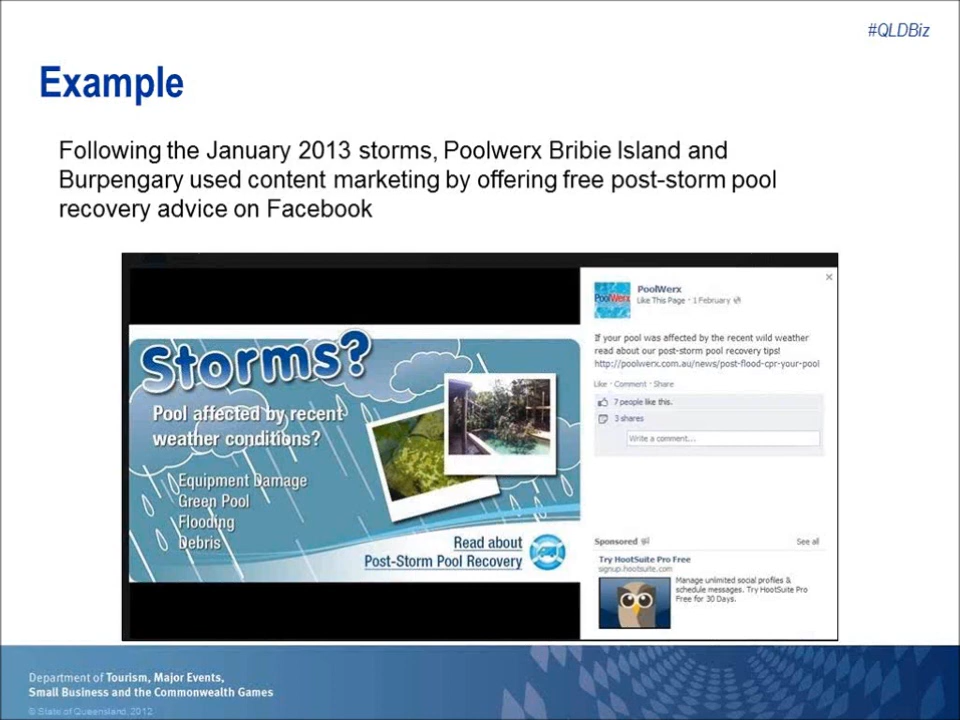 #QLDBiz
Example
Following the January 2013 storms, Poolwerx Bribie Island and
Burpengary used content marketing by offering free post-storm pool
recovery advice on Facebook
Storms?
Pool affected by recent
weather conditions?
Equipment Damage
Green Pool
Flooding
Debris
Read about
Post-Storm Pool Recovery
PoolWerx
PoolWerx
Like This Page · 1 February
If your pool was affected by the recent wild weather
read about our post-storm pool recovery tips!
http://poolwerx.com.au/news/post-flood-cpr-your-pool
Like · Comment · Share
7 people like this.
3 shares
Write a comment...
Sponsored
See all
Try HootSuite Pro Free
signup.hootsuite.com
Manage unlimited social profiles &
schedule messages. Try HootSuite Pro
Free for 30 Days.
Department of Tourism, Major Events,
Small Business and the Commonwealth Games
© State of Queensland, 2012